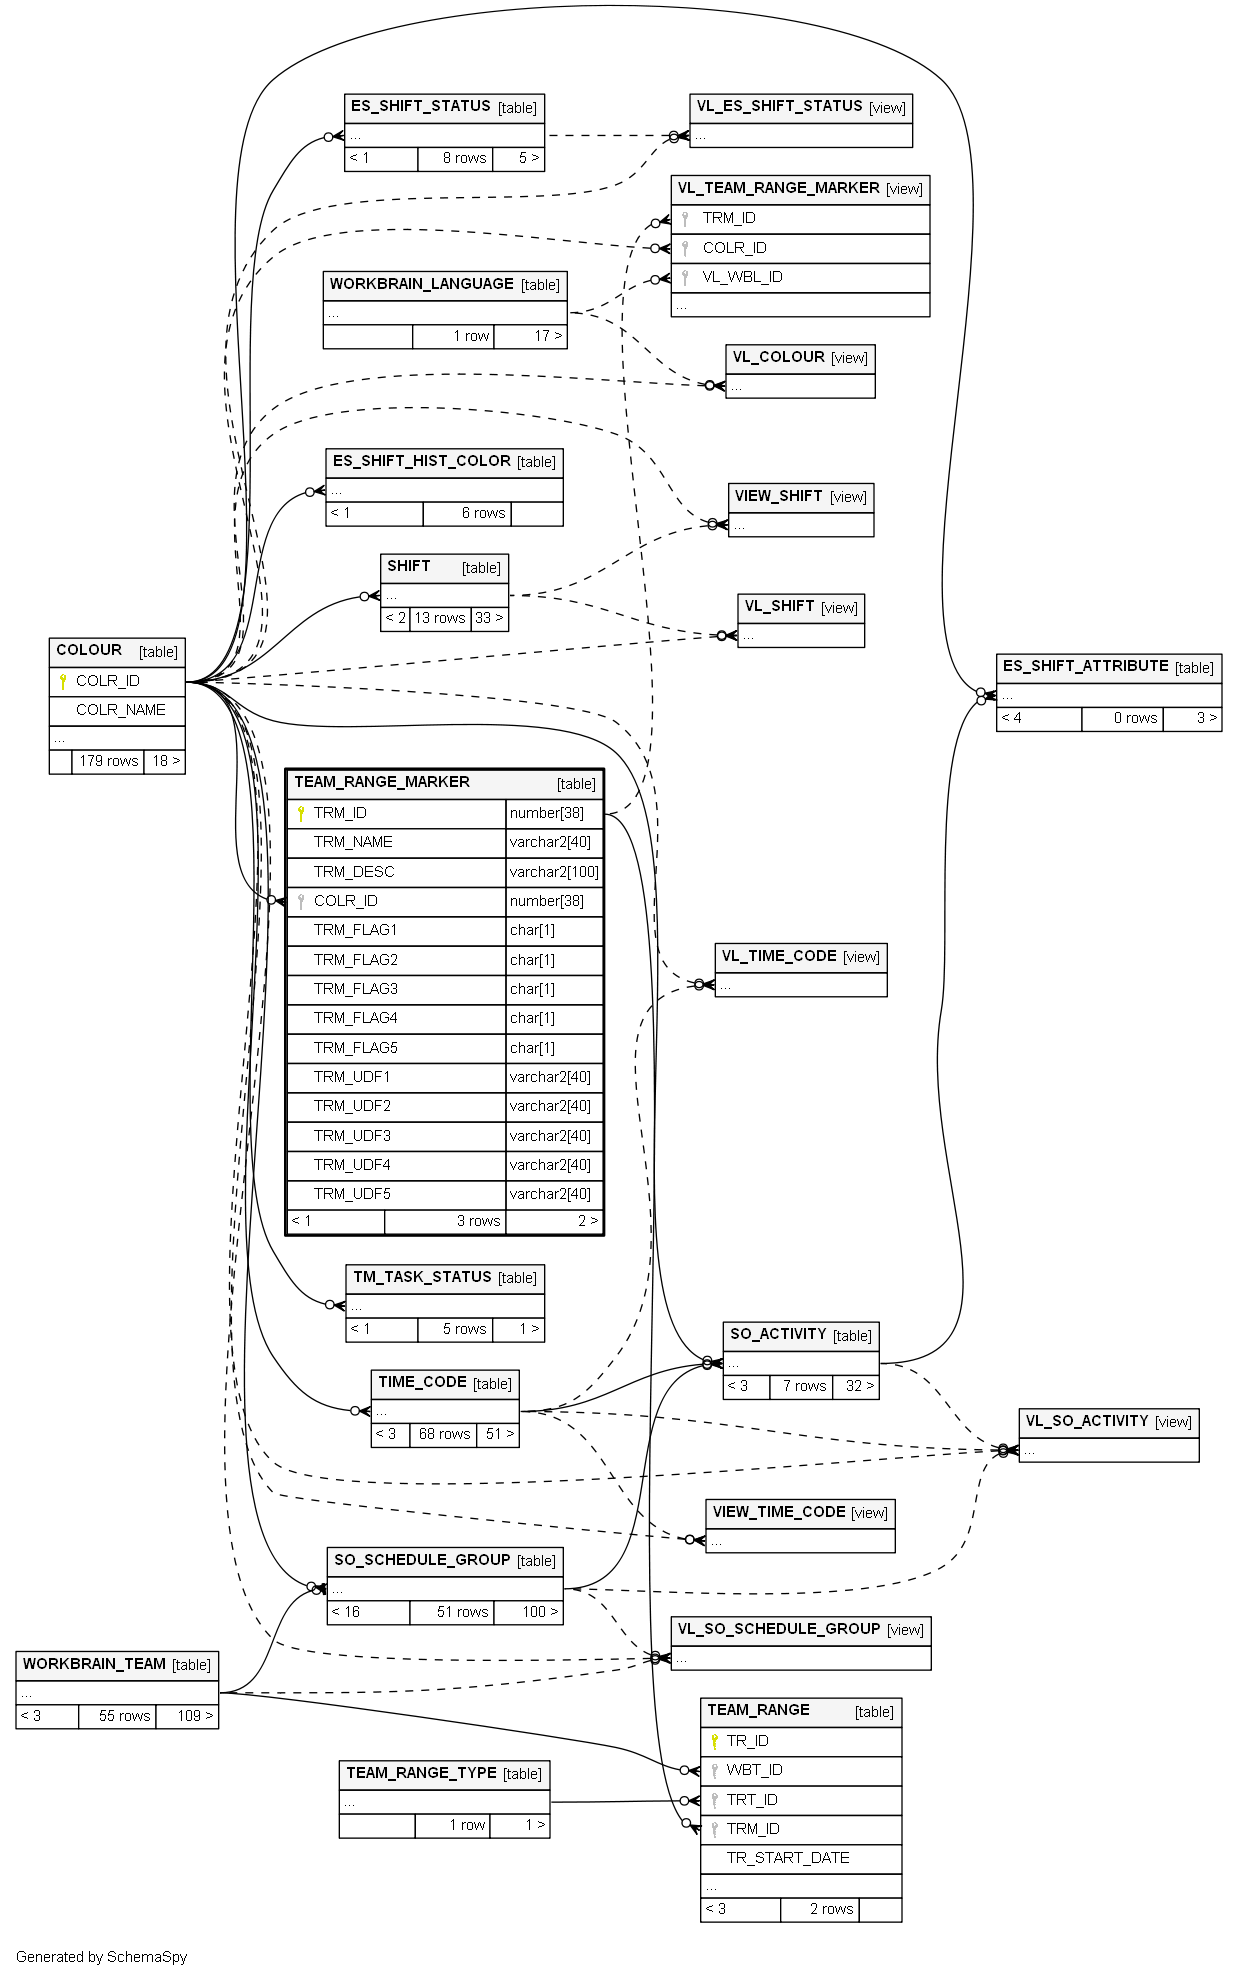 ES_SHIFT_STATUS [table]
...
< 1 8 rows 5 >
VL_ES_SHIFT_STATUS [view]
...
VL_TEAM_RANGE_MARKER [view]
TRM_ID
COLR_ID
VL_WBL_ID
...
WORKBRAIN_LANGUAGE [table]
...
1 row 17 >
VL_COLOUR [view]
...
ES_SHIFT_HIST_COLOR [table]
...
< 1 6 rows
VIEW_SHIFT [view]
...
SHIFT [table]
...
< 2 13 rows 33 >
VL_SHIFT [view]
...
COLOUR [table]
COLR_ID
COLR_NAME
...
179 rows 18 >
ES_SHIFT_ATTRIBUTE [table]
...
< 4 0 rows 3 >
TEAM_RANGE_MARKER [table]
TRM_ID number[38]
TRM_NAME varchar2[40]
TRM_DESC varchar2[100]
COLR_ID number[38]
TRM_FLAG1 char[1]
TRM_FLAG2 char[1]
TRM_FLAG3 char[1]
TRM_FLAG4 char[1]
TRM_FLAG5 char[1]
TRM_UDF1 varchar2[40]
TRM_UDF2 varchar2[40]
TRM_UDF3 varchar2[40]
TRM_UDF4 varchar2[40]
TRM_UDF5 varchar2[40]
< 1 3 rows 2 >
VL_TIME_CODE [view]
...
TM_TASK_STATUS [table]
...
< 1 5 rows 1 >
SO_ACTIVITY [table]
...
< 3 7 rows 32 >
TIME_CODE [table]
...
< 3 68 rows 51 >
VL_SO_ACTIVITY [view]
...
VIEW_TIME_CODE [view]
...
SO_SCHEDULE_GROUP [table]
...
< 16 51 rows 100 >
VL_SO_SCHEDULE_GROUP [view]
...
WORKBRAIN_TEAM [table]
...
< 3 55 rows 109 >
TEAM_RANGE [table]
TR_ID
WBT_ID
TRT_ID
TRM_ID
TR_START_DATE
...
< 3 2 rows
TEAM_RANGE_TYPE [table]
...
1 row 1 >
Generated by SchemaSpy